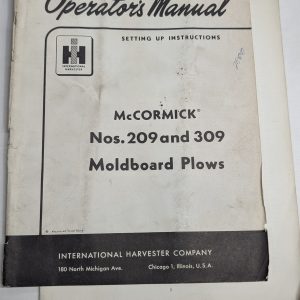 Operator's Manual
SETTING UP INSTRUCTIONS
INTERNATIONAL
HARVESTER
McCORMICK®
Nos. 209 and 309
Moldboard Plows
INTERNATIONAL HARVESTER COMPANY
180 North Michigan Ave. Chicago 1, Illinois, U.S.A.